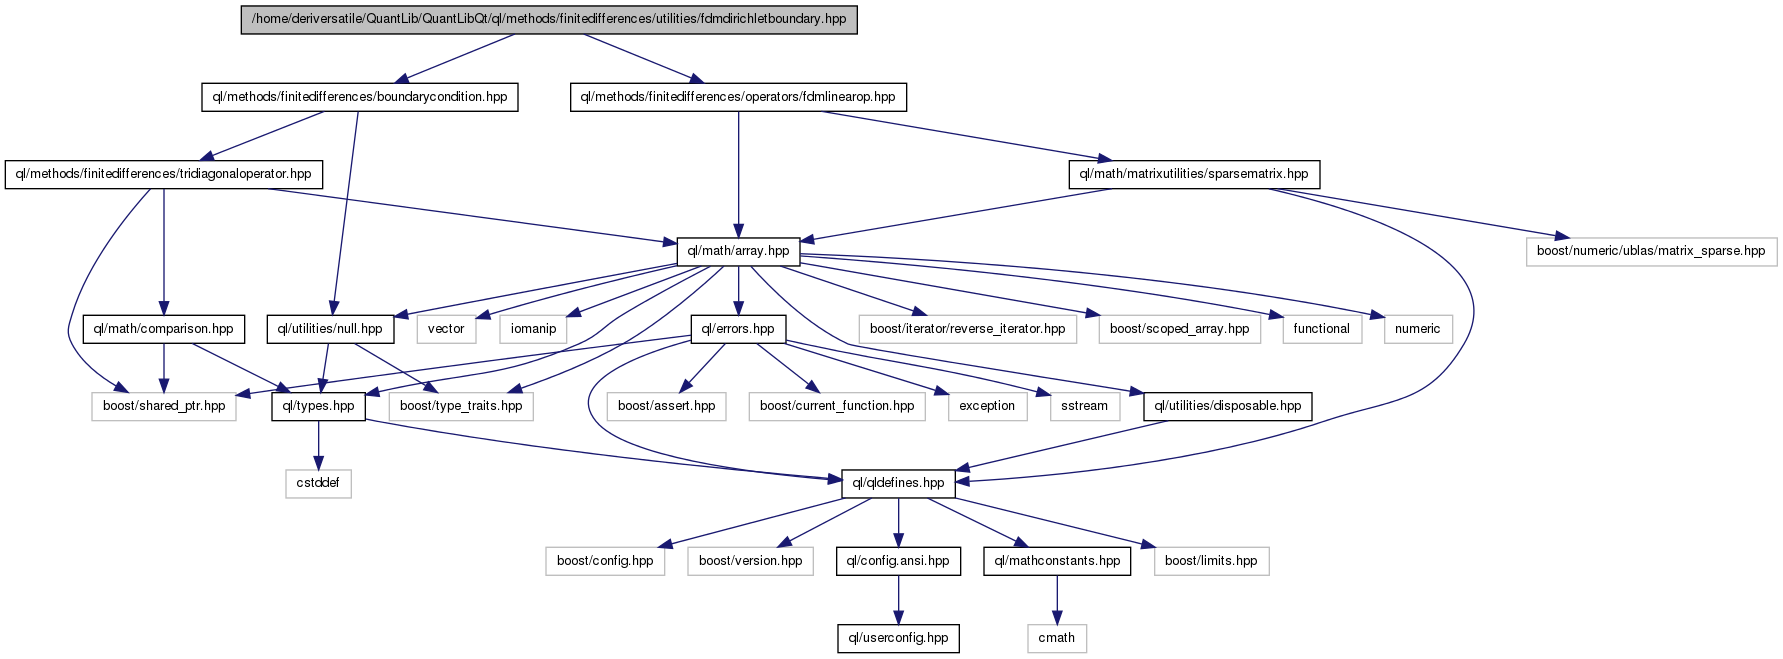 /home/deriversatile/QuantLib/QuantLibQt/ql/methods/finitedifferences/utilities/fdmdirichletboundary.hpp
ql/methods/finitedifferences/boundarycondition.hpp
ql/methods/finitedifferences/operators/fdmlinearop.hpp
ql/methods/finitedifferences/tridiagonaloperator.hpp
ql/math/matrixutilities/sparsematrix.hpp
ql/math/array.hpp
boost/numeric/ublas/matrix_sparse.hpp
ql/math/comparison.hpp
ql/utilities/null.hpp
vector
iomanip
ql/errors.hpp
boost/iterator/reverse_iterator.hpp
boost/scoped_array.hpp
functional
numeric
boost/shared_ptr.hpp
ql/types.hpp
boost/type_traits.hpp
boost/assert.hpp
boost/current_function.hpp
exception
sstream
ql/utilities/disposable.hpp
cstddef
ql/qldefines.hpp
boost/config.hpp
boost/version.hpp
ql/config.ansi.hpp
ql/mathconstants.hpp
boost/limits.hpp
ql/userconfig.hpp
cmath